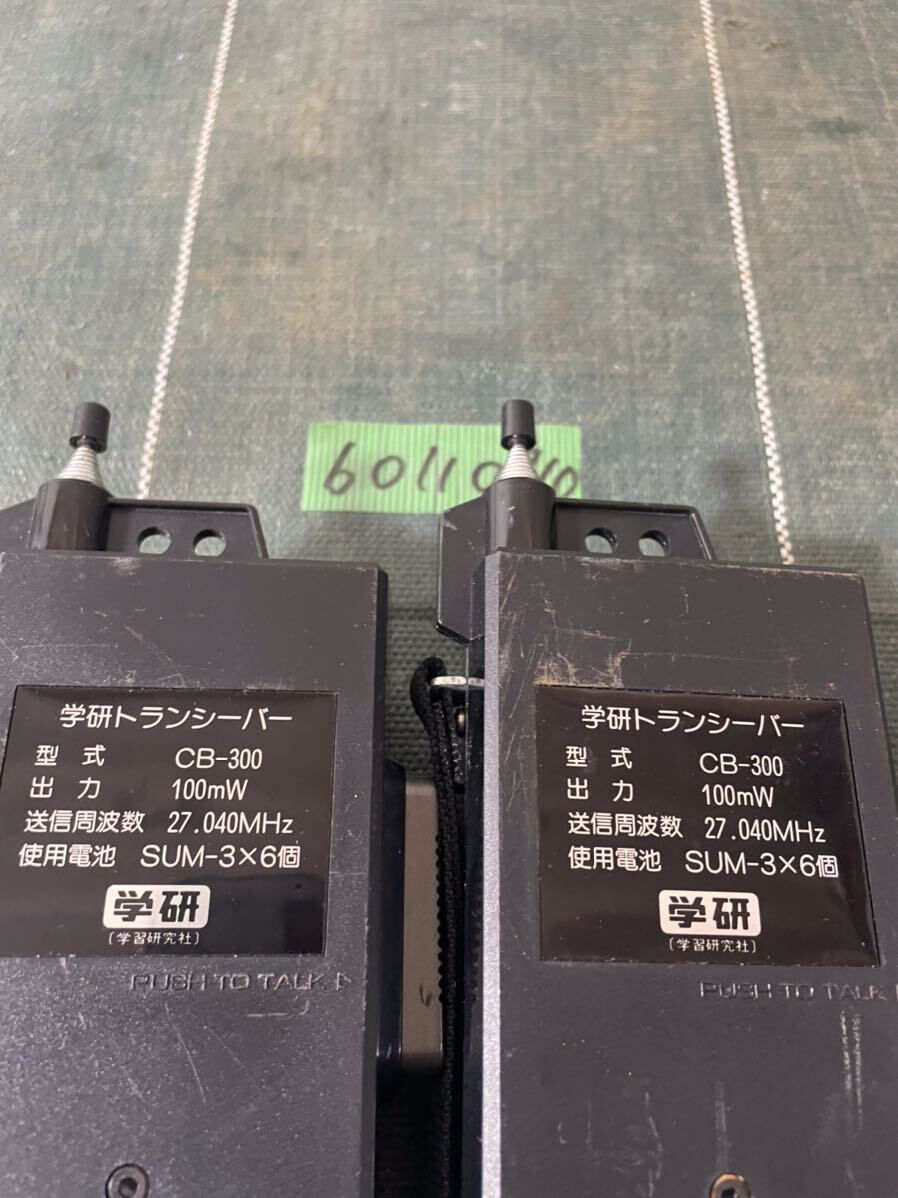 学研トランシーバー
型式 CB-300
出力 100mW
送信周波数 27.040MHz
使用電池 SUM-3×6個
学研
〔学習研究社〕
PUSH TO TALK
学研トランシーバー
型式 CB-300
出力 100mW
送信周波数 27.040MHz
使用電池 SUM-3×6個
学研
〔学習研究社〕
PUSH TO TALK